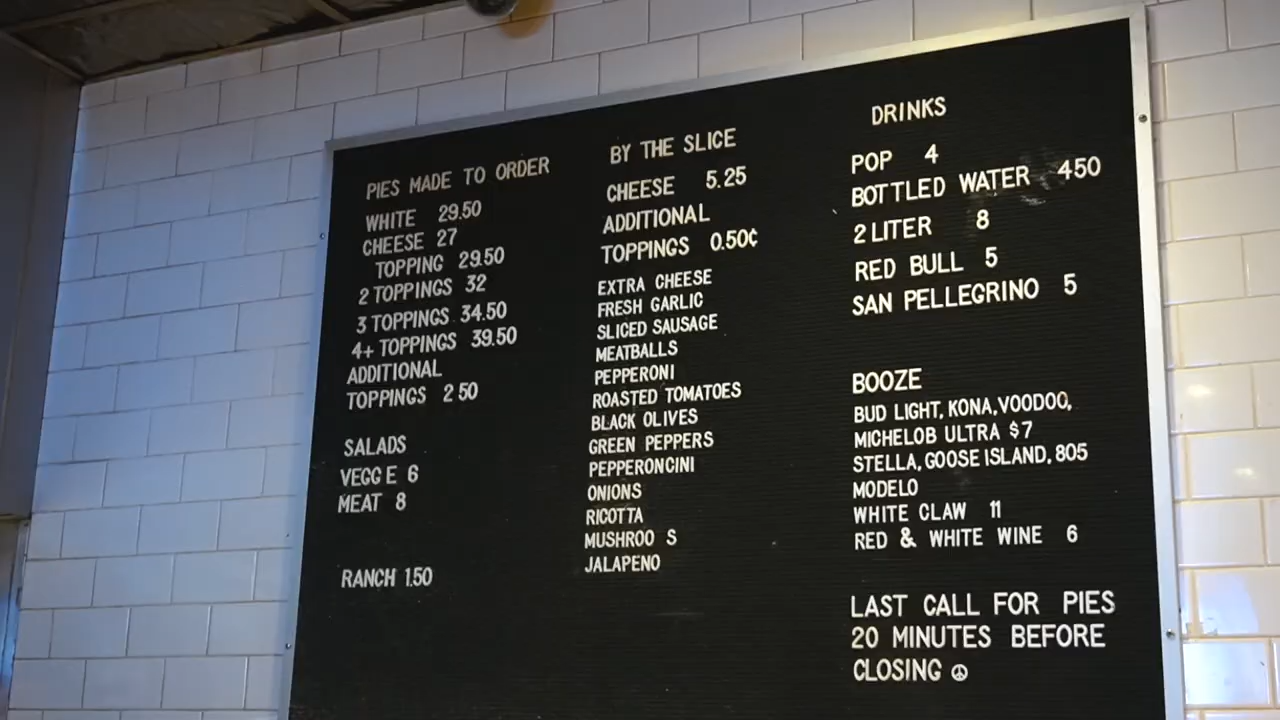 PIES MADE TO ORDER
WHITE 29.50
CHEESE 27
TOPPING 29.50
2 TOPPINGS 32
3 TOPPINGS 34.50
4+ TOPPINGS 39.50
ADDITIONAL
TOPPINGS 2 50
SALADS
VEGG E 6
MEAT 8
RANCH 1.50
BY THE SLICE
CHEESE 5.25
ADDITIONAL
TOPPINGS 0.50¢
EXTRA CHEESE
FRESH GARLIC
SLICED SAUSAGE
MEATBALLS
PEPPERONI
ROASTED TOMATOES
BLACK OLIVES
GREEN PEPPERS
PEPPERONCINI
ONIONS
RICOTTA
MUSHROO S
JALAPENO
DRINKS
POP 4
BOTTLED WATER 450
2 LITER 8
RED BULL 5
SAN PELLEGRINO 5
BOOZE
BUD LIGHT, KONA, VOODOO,
MICHELOB ULTRA $7
STELLA, GOOSE ISLAND, 805
MODELO
WHITE CLAW 11
RED & WHITE WINE 6
LAST CALL FOR PIES
20 MINUTES BEFORE
CLOSING ☮